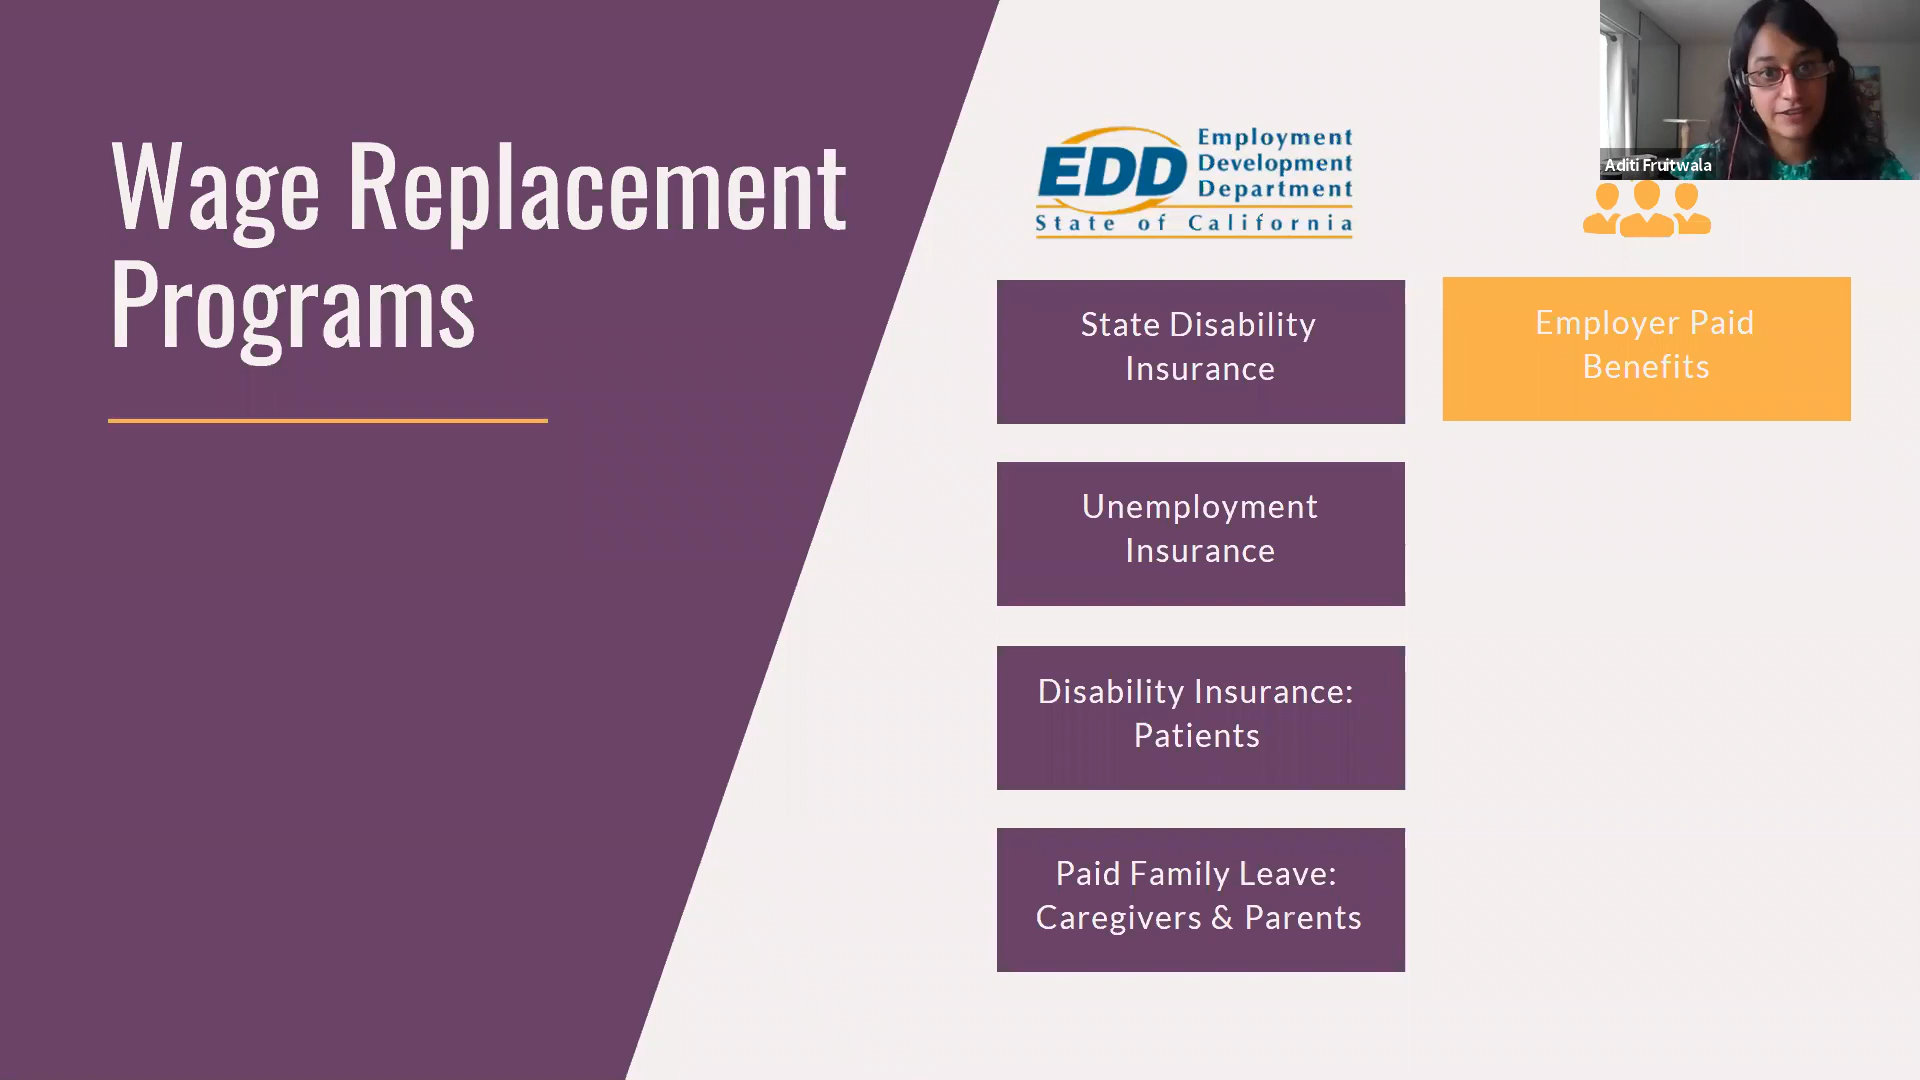 Wage Replacement
Programs
EDD
Employment
Development
Department
State of California
Aditi Fruitwala
State Disability
Insurance
Employer Paid
Benefits
Unemployment
Insurance
Disability Insurance:
Patients
Paid Family Leave:
Caregivers & Parents